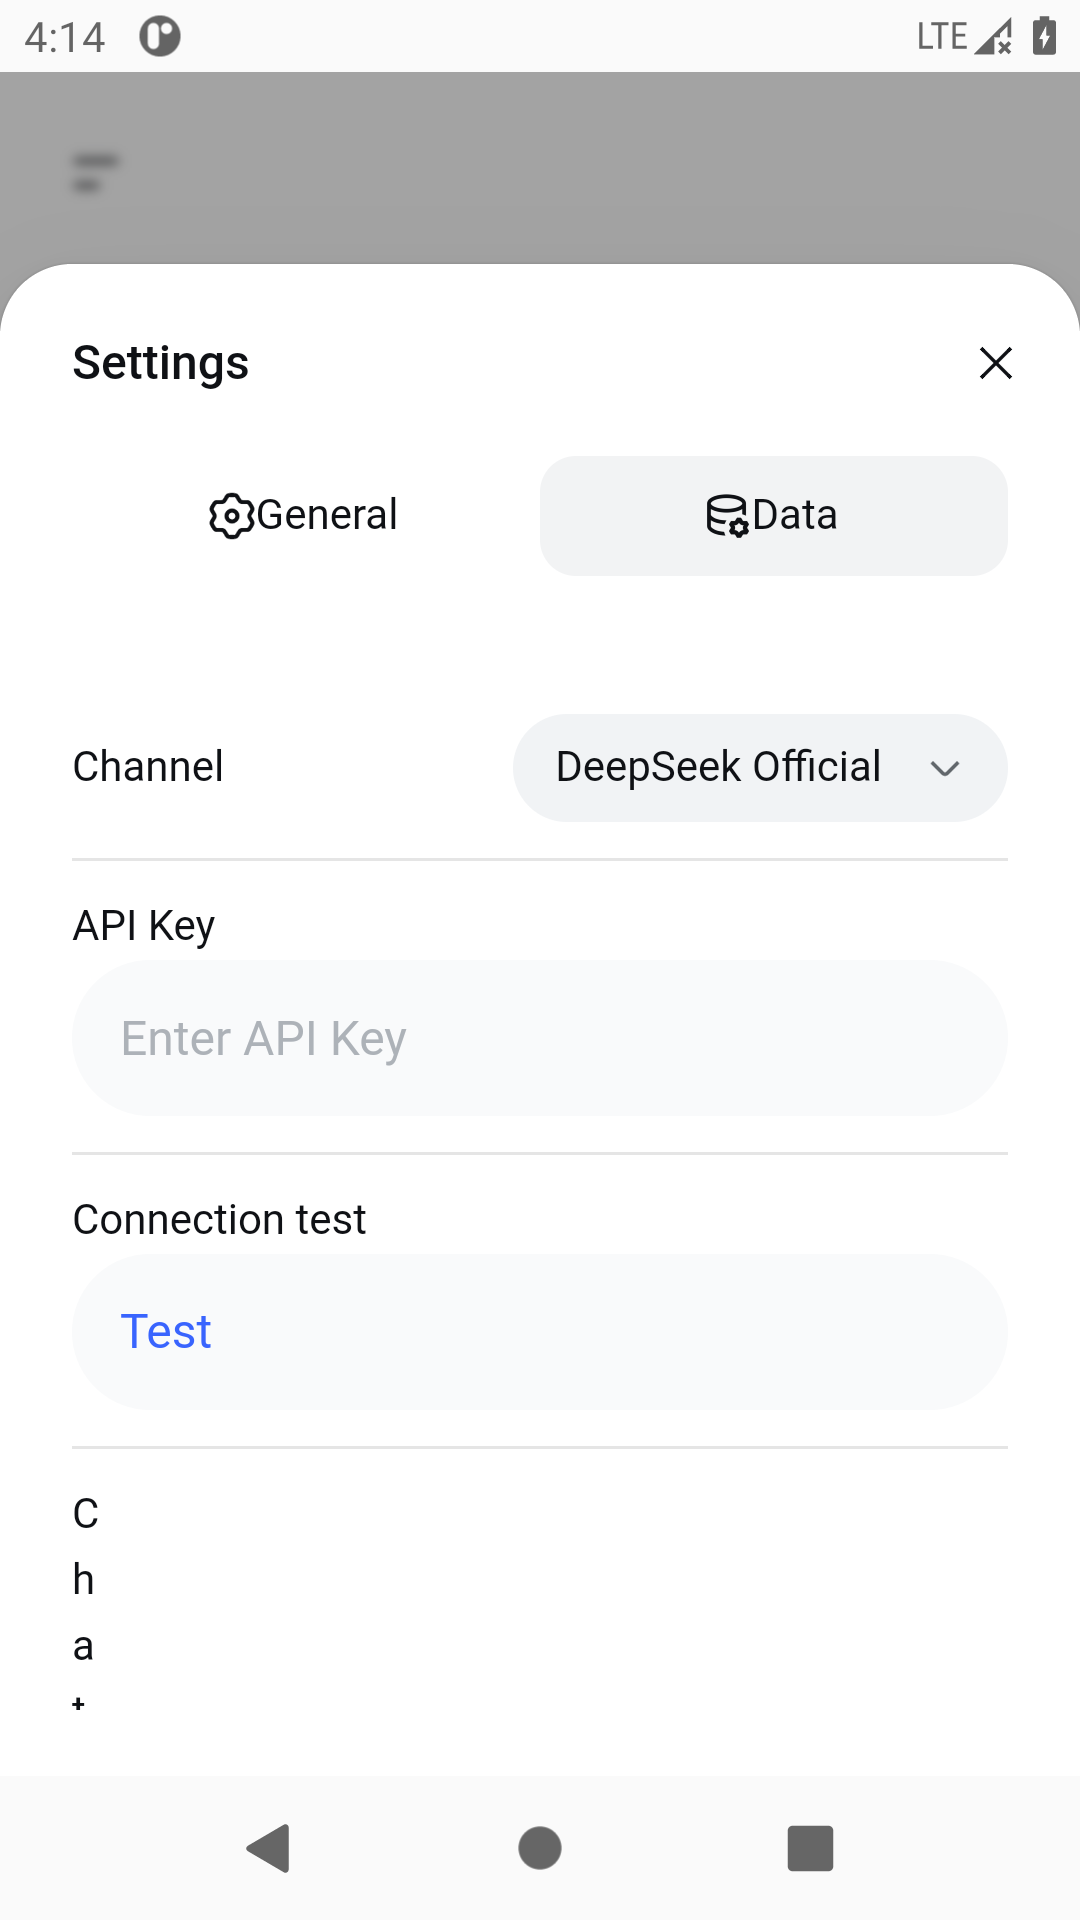 4:14
LTE
Settings
General
Data
Channel
DeepSeek Official
API Key
Enter API Key
Connection test
Test
C
h
a